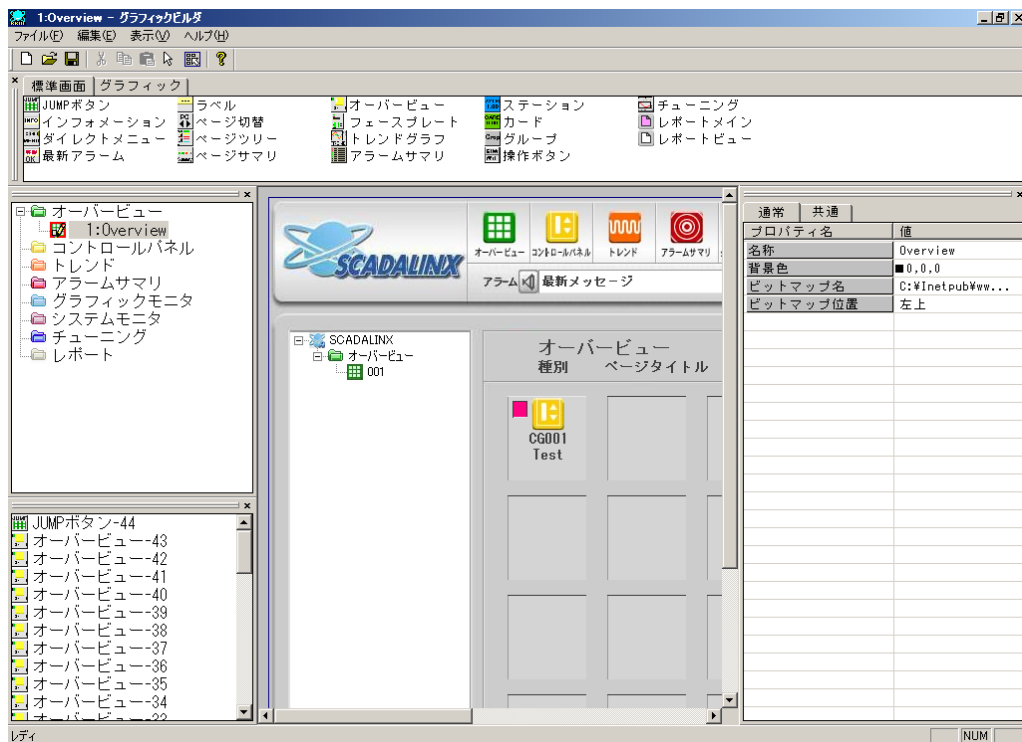 1:Overview - グラフィックビルダ
ファイル(F) 編集(E) 表示(V) ヘルプ(H)
標準画面 グラフィック
JUMPボタン ラベル オーバービュー ステーション チューニング
インフォメーション ページ切替 フェースプレート カード レポートメイン
ダイレクトメニュー ページツリー トレンドグラフ グループ レポートビュー
最新アラーム ページサマリ アラームサマリ 操作ボタン
オーバービュー
1:Overview
コントロールパネル
トレンド
アラームサマリ
グラフィックモニタ
システムモニタ
チューニング
レポート
JUMPボタン-44
オーバービュー-43
オーバービュー-42
オーバービュー-41
オーバービュー-40
オーバービュー-39
オーバービュー-38
オーバービュー-37
オーバービュー-36
オーバービュー-35
オーバービュー-34
SCADALINX
オーバービュー コントロールパネル トレンド アラームサマリ
アラーム 最新メッセージ
SCADALINX
オーバービュー
001
オーバービュー
種別 ページタイトル
CG001
Test
通常 共通
プロパティ名 値
名称 Overview
背景色 0,0,0
ビットマップ名 C:¥Inetpub¥ww...
ビットマップ位置 左上
レディ
NUM